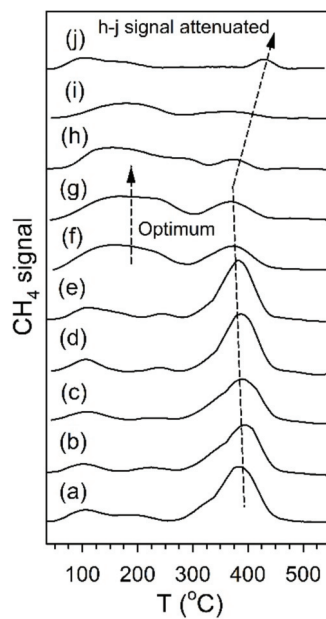 h-j signal attenuated
(j)
(i)
(h)
(g)
Optimum
(f)
(e)
(d)
(c)
(b)
(a)
CH₄ signal
100 200 300 400 500
T (°C)